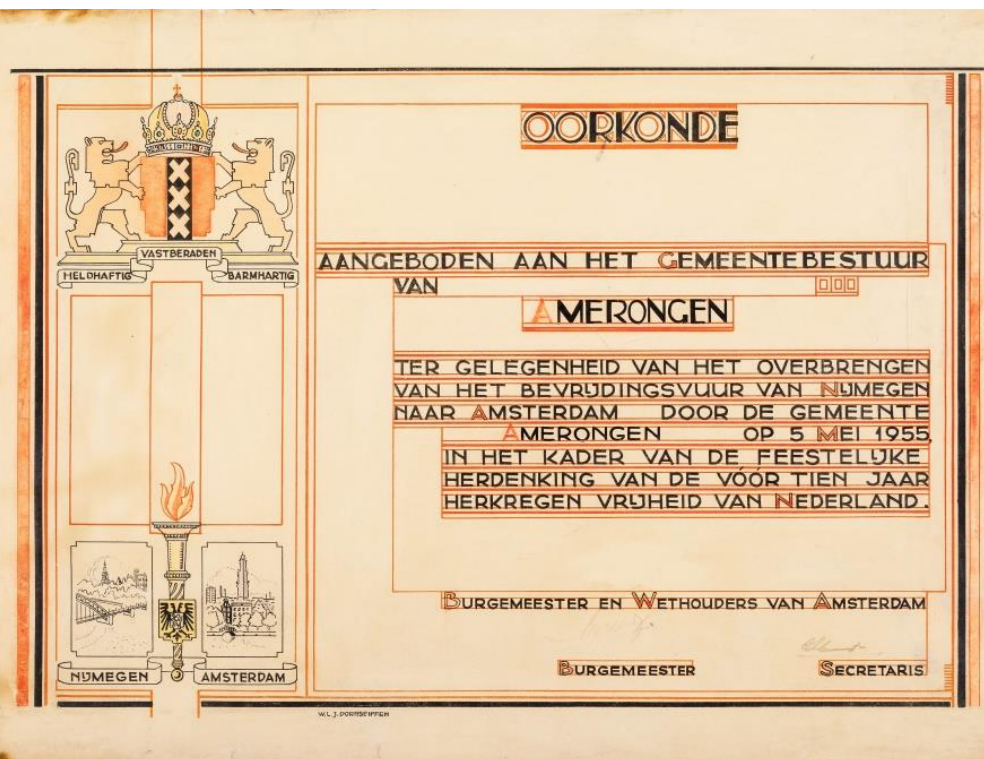 OORKONDE
VASTBERADEN
HELDHAFTIG
BARMHARTIG
AANGEBODEN AAN HET GEMEENTEBESTUUR
VAN
AMERONGEN
TER GELEGENHEID VAN HET OVERBRENGEN
VAN HET BEVRIJDINGSVUUR VAN NIJMEGEN
NAAR AMSTERDAM DOOR DE GEMEENTE
AMERONGEN OP 5 MEI 1955,
IN HET KADER VAN DE FEESTELIJKE
HERDENKING VAN DE VÓÓR TIEN JAAR
HERKREGEN VRIJHEID VAN NEDERLAND.
BURGEMEESTER EN WETHOUDERS VAN AMSTERDAM
BURGEMEESTER SECRETARIS
NIJMEGEN
AMSTERDAM
W.L.J. DORNSEIFFEN